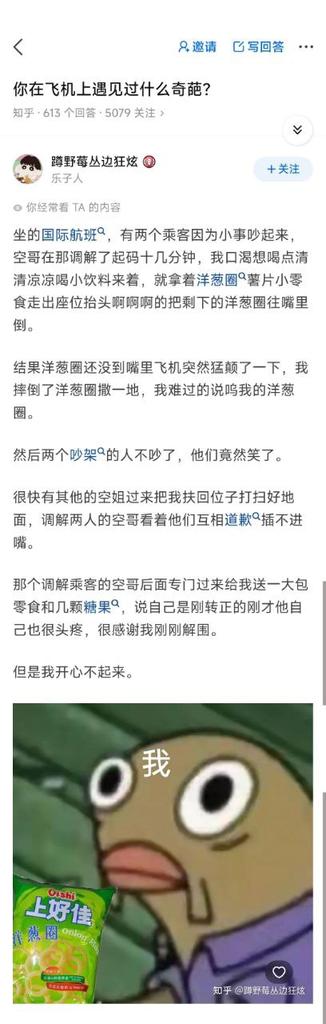 邀请 写回答
你在飞机上遇见过什么奇葩？
知乎 · 613 个回答 · 5079 关注 >
蹲野莓丛边狂炫
乐子人
+关注
你经常看 TA 的内容
坐的国际航班，有两个乘客因为小事吵起来，
空哥在那调解了起码十几分钟，我口渴想喝点清
清凉凉喝小饮料来着，就拿着洋葱圈薯片小零
食走出座位抬头啊啊啊的把剩下的洋葱圈往嘴里
倒。
结果洋葱圈还没到嘴里飞机突然猛颠了一下，我
摔倒了洋葱圈撒一地，我难过的说呜我的洋葱
圈。
然后两个吵架的人不吵了，他们竟然笑了。
很快有其他的空姐过来把我扶回位子打扫好地
面，调解两人的空哥看着他们互相道歉插不进
嘴。
那个调解乘客的空哥后面专门过来给我送一大包
零食和几颗糖果，说自己是刚转正的刚才他自
己也很头疼，很感谢我刚刚解围。
但是我开心不起来。
我
Oishi
上好佳
洋葱圈
知乎 @蹲野莓丛边狂炫